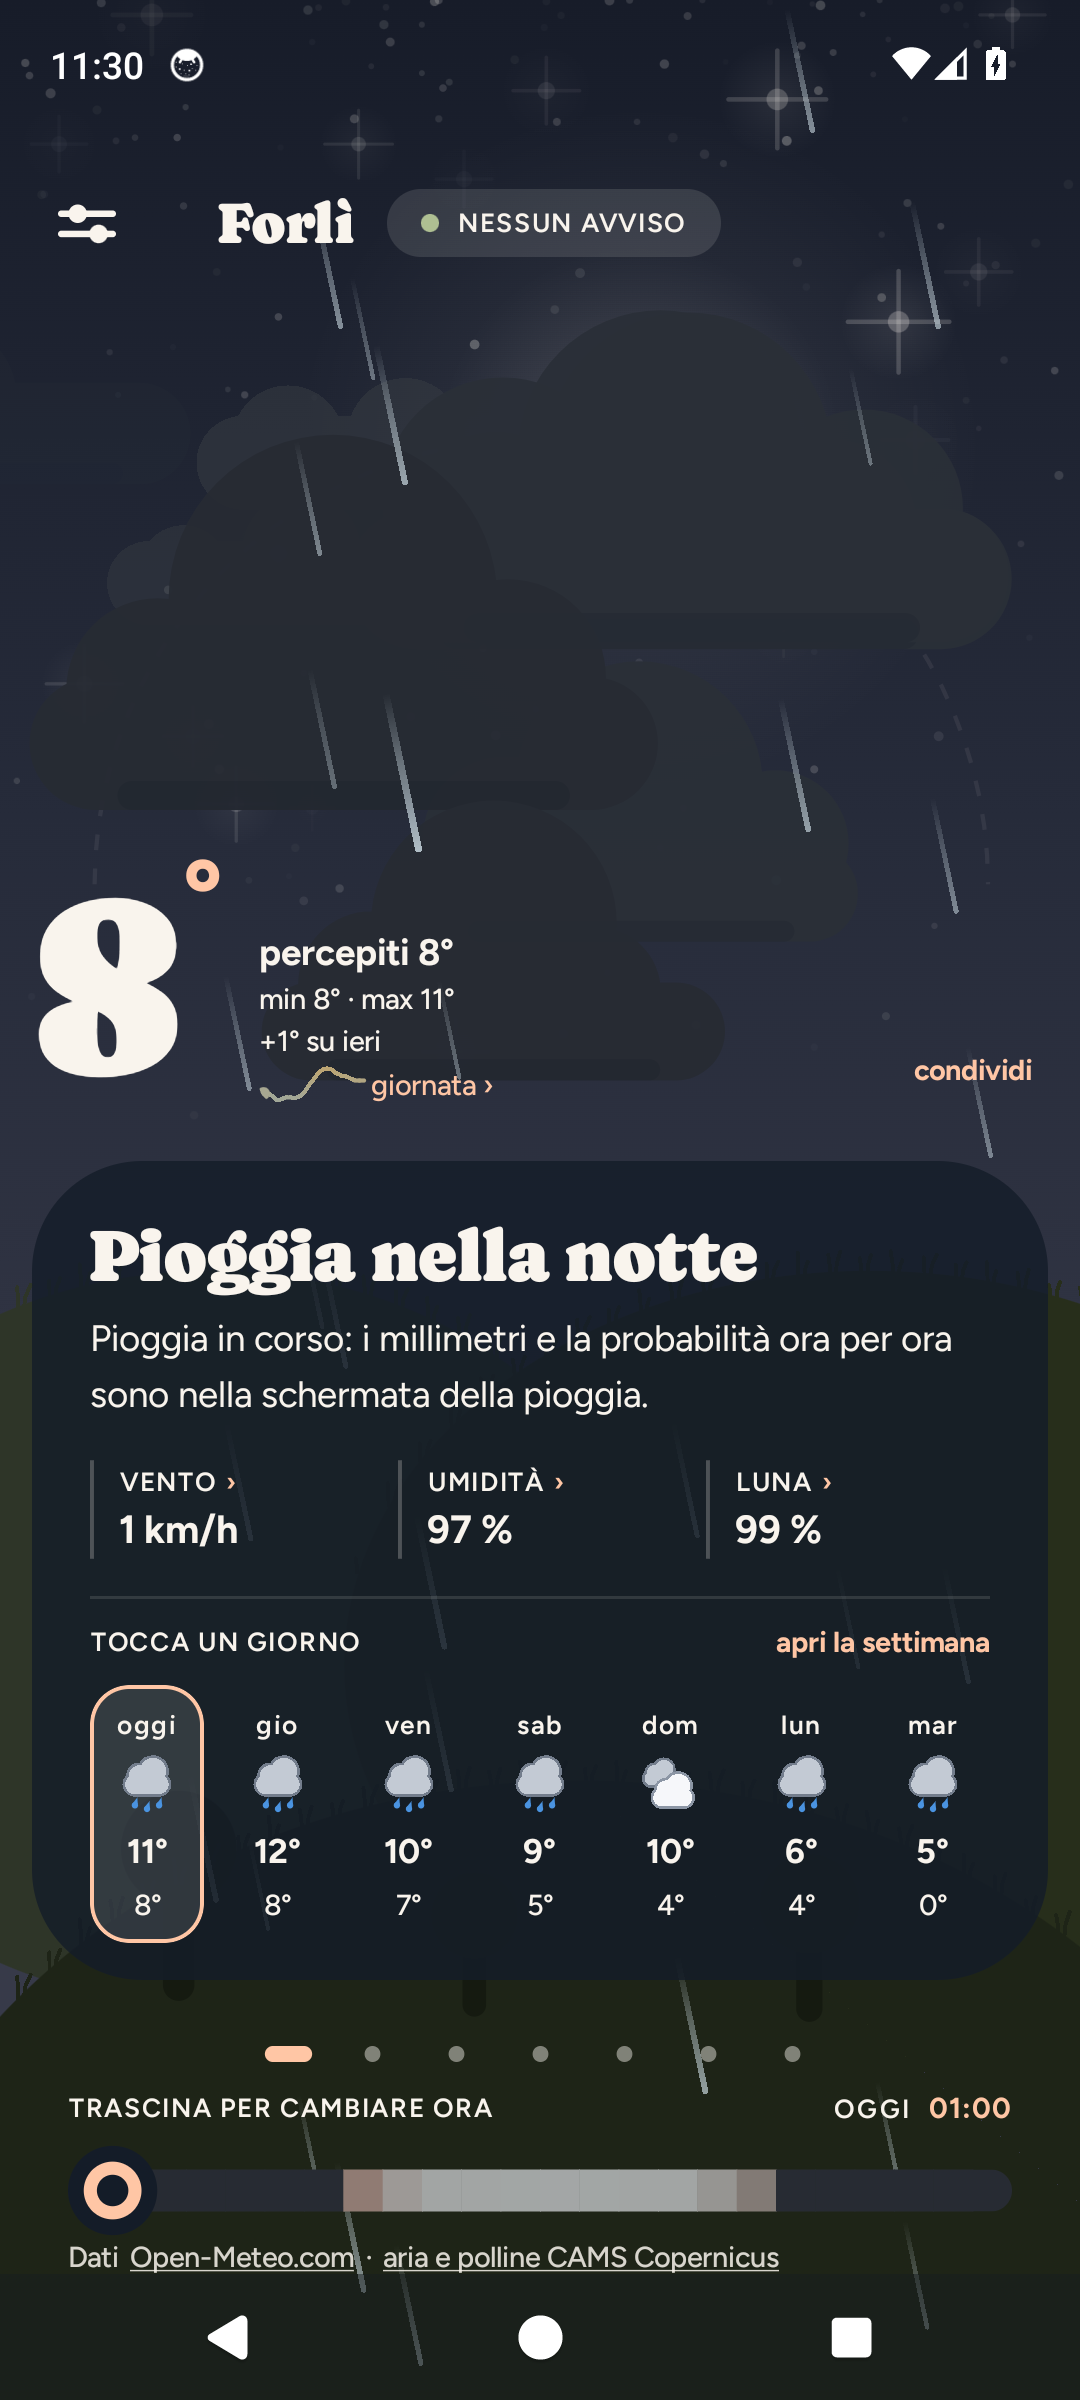 11:30
Forlì
NESSUN AVVISO
8°
percepiti 8°
min 8° · max 11°
+1° su ieri
giornata ›
condividi
Pioggia nella notte
Pioggia in corso: i millimetri e la probabilità ora per ora
sono nella schermata della pioggia.
VENTO › UMIDITÀ › LUNA ›
1 km/h 97 % 99 %
TOCCA UN GIORNO apri la settimana
oggi gio ven sab dom lun mar
11° 12° 10° 9° 10° 6° 5°
8° 8° 7° 5° 4° 4° 0°
TRASCINA PER CAMBIARE ORA OGGI 01:00
Dati Open-Meteo.com · aria e polline CAMS Copernicus